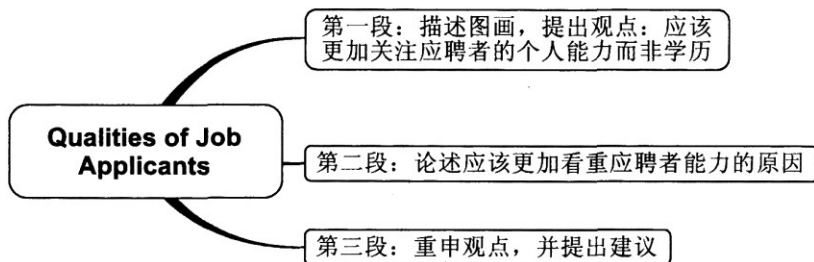 第一段：描述图画，提出观点：应该
更加关注应聘者的个人能力而非学历
Qualities of Job
Applicants
第二段：论述应该更加看重应聘者能力的原因
第三段：重申观点，并提出建议